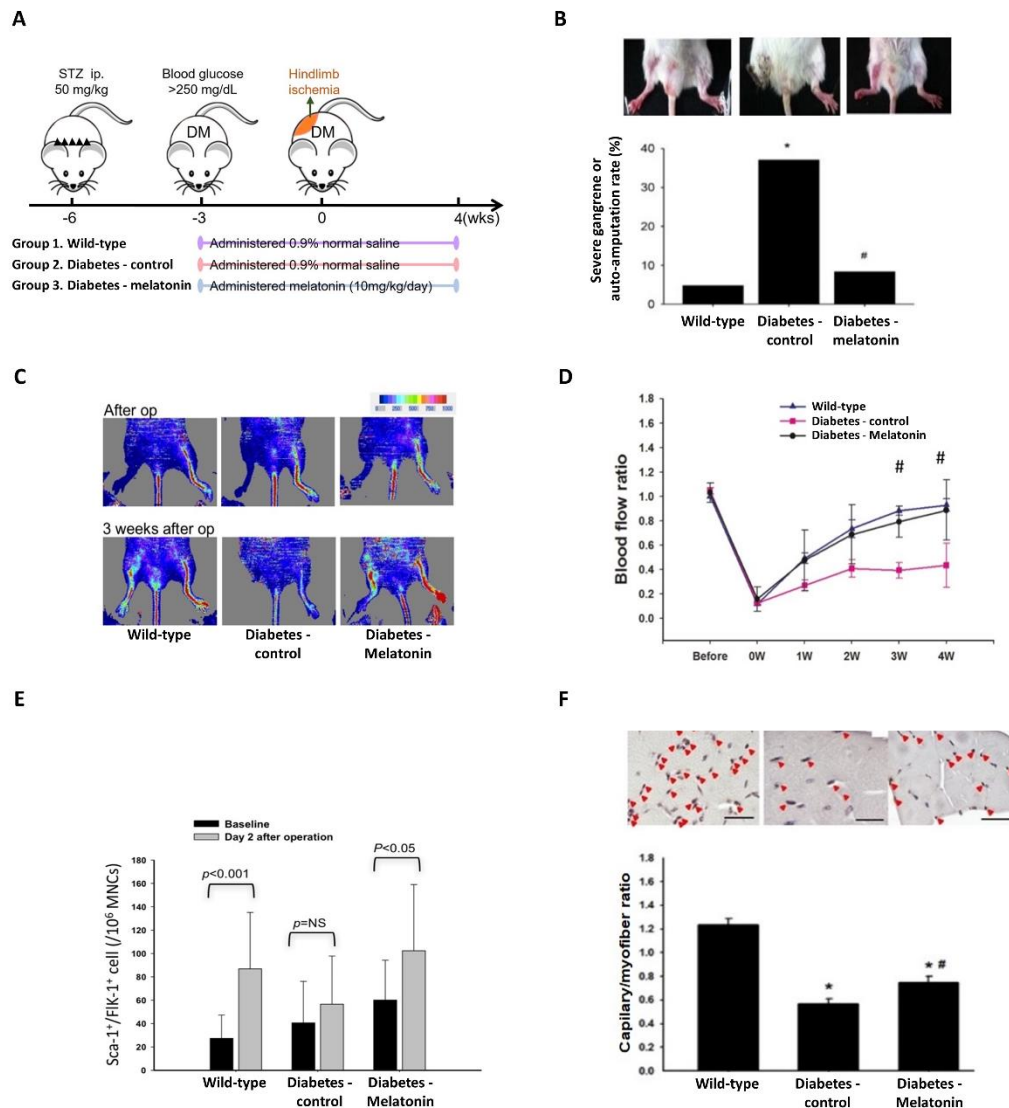 A
STZ ip.
50 mg/kg
Blood glucose
>250 mg/dL
Hindlimb
ischemia
DM
DM
-6
-3
0
4(wks)
Group 1. Wild-type
Administered 0.9% normal saline
Group 2. Diabetes - control
Administered 0.9% normal saline
Group 3. Diabetes - melatonin
Administered melatonin (10mg/kg/day)
B
Severe gangrene or
auto-amputation rate (%)
40
30
20
10
0
*
#
Wild-type
Diabetes -
control
Diabetes -
melatonin
C
0 250 500 750 1000
After op
3 weeks after op
Wild-type
Diabetes -
control
Diabetes -
Melatonin
D
Wild-type
Diabetes - control
Diabetes - Melatonin
# #
Blood flow ratio
1.8
1.6
1.4
1.2
1.0
0.8
0.6
0.4
0.2
0.0
Before 0W 1W 2W 3W 4W
E
Baseline
Day 2 after operation
Sca-1+/FlK-1+ cell (/10⁶ MNCs)
180
160
140
120
100
80
60
40
20
0
p<0.001
p=NS
P<0.05
Wild-type
Diabetes -
control
Diabetes -
Melatonin
F
Capilary/myofiber ratio
1.8
1.6
1.4
1.2
1.0
0.8
0.6
0.4
0.2
0.0
*
* #
Wild-type
Diabetes -
control
Diabetes -
Melatonin